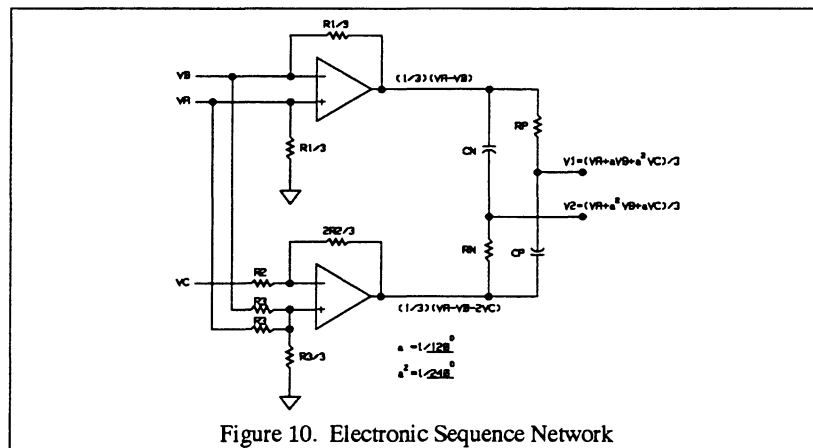 R1/3
VB
VA
(1/3)(VA-VB)
R1/3
RP
CN
V1=(VA+aVB+a²VC)/3
V2=(VA+a²VB+aVC)/3
2R2/3
RN
CP
VC
R2
R3
R3
(1/3)(VA-VB-2VC)
R3/3
a =1/120°
a²=1/240°
Figure 10. Electronic Sequence Network